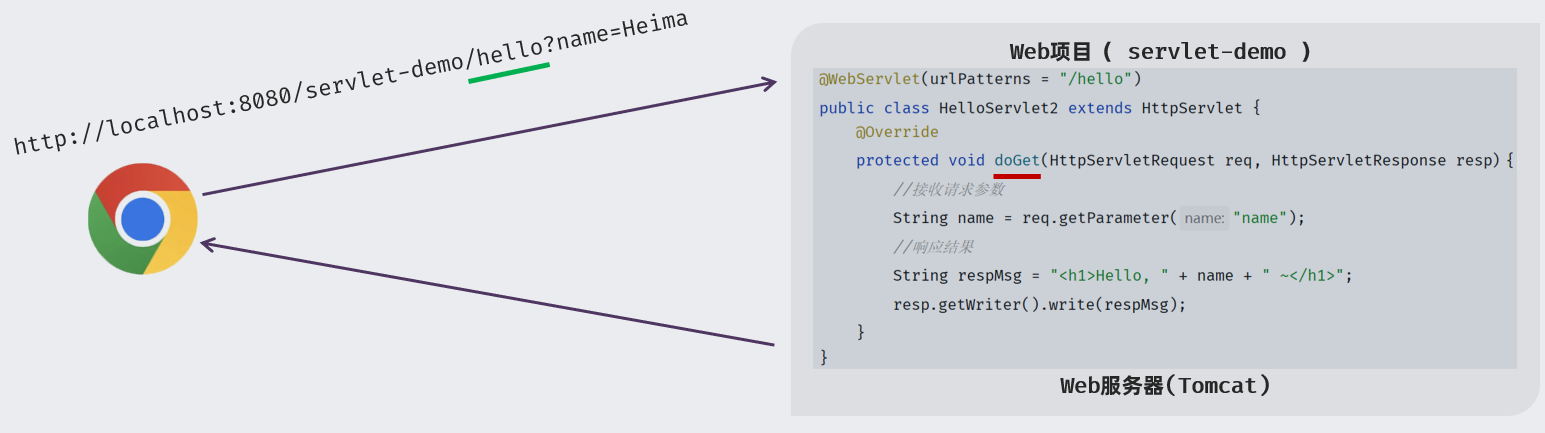 http://localhost:8080/servlet-demo/hello?name=Heima
Web项目 ( servlet-demo )
@WebServlet(urlPatterns = "/hello")
public class HelloServlet2 extends HttpServlet {
@Override
protected void doGet(HttpServletRequest req, HttpServletResponse resp) {
//接收请求参数
String name = req.getParameter( name: "name");
//响应结果
String respMsg = "<h1>Hello, " + name + " ~</h1>";
resp.getWriter().write(respMsg);
}
}
Web服务器(Tomcat)